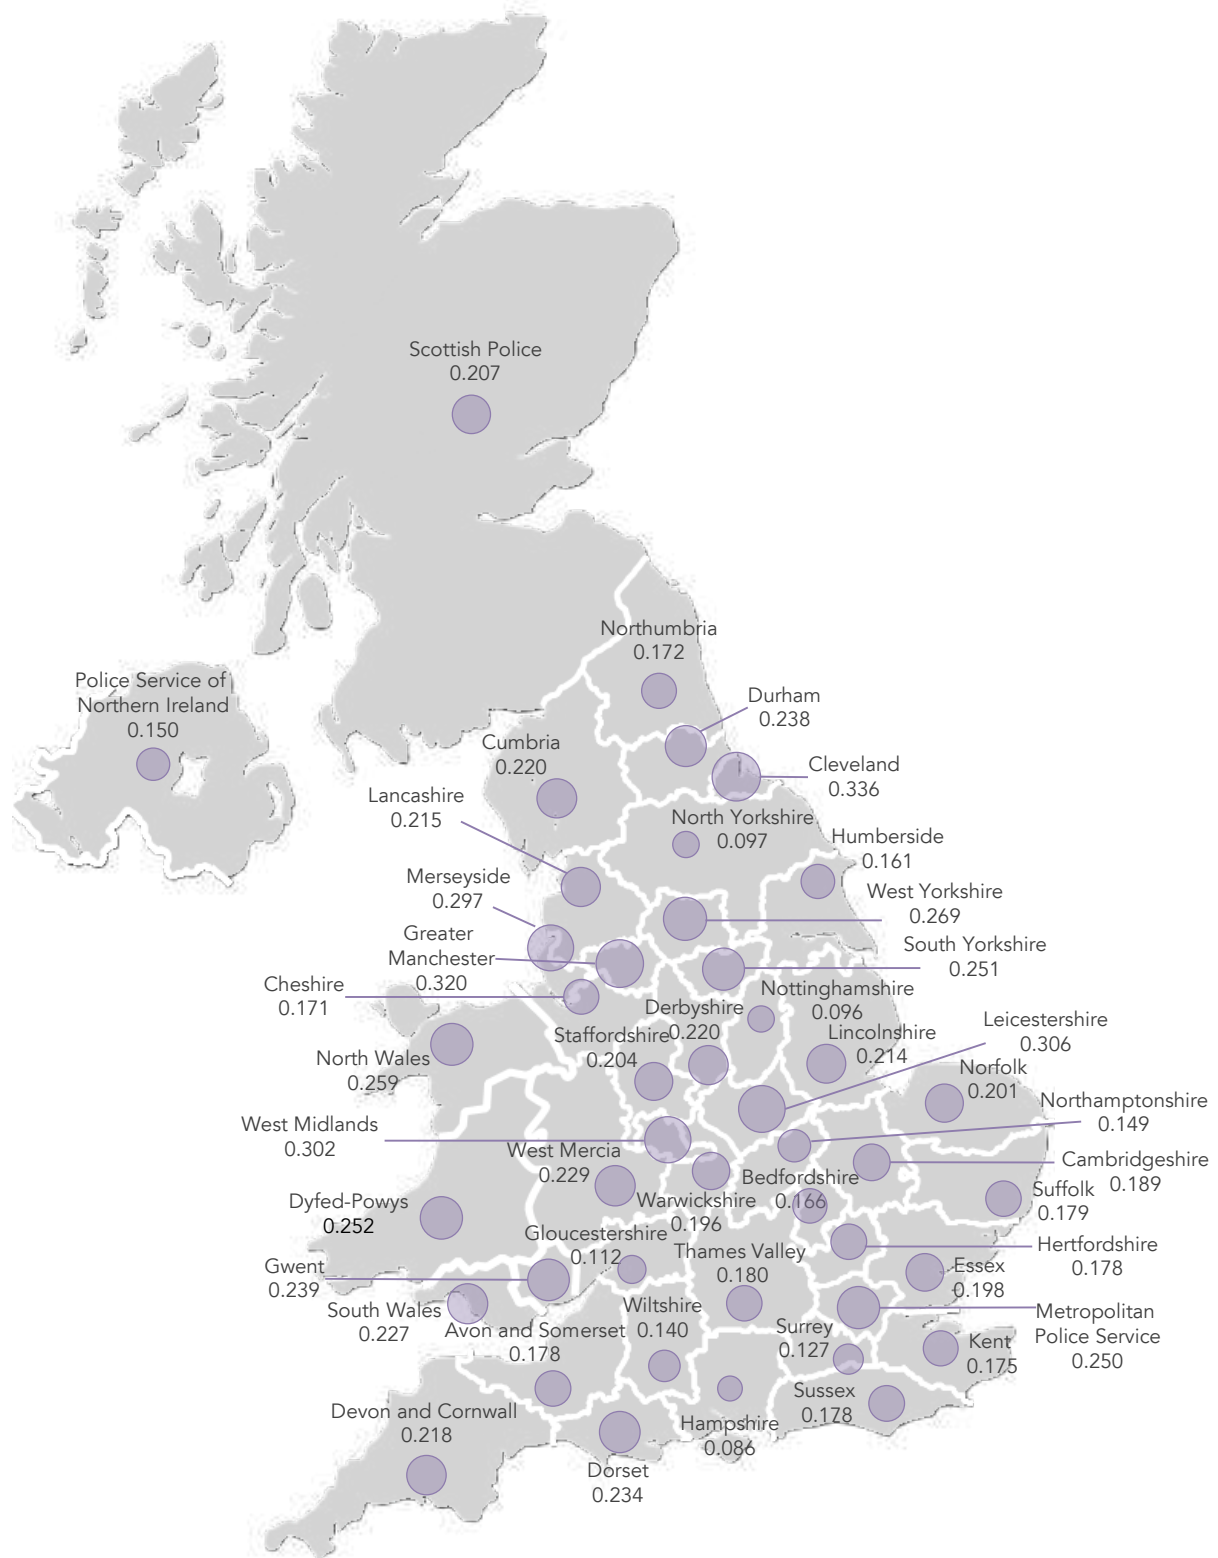 Scottish Police
0.207
Northumbria
0.172
Police Service of
Northern Ireland
0.150
Durham
0.238
Cumbria
0.220
Cleveland
0.336
Lancashire
0.215
North Yorkshire
0.097
Humberside
0.161
Merseyside
0.297
West Yorkshire
0.269
Greater
Manchester
0.320
South Yorkshire
0.251
Cheshire
0.171
Nottinghamshire
0.096
Derbyshire
0.220
Leicestershire
0.306
Staffordshire
0.204
Lincolnshire
0.214
North Wales
0.259
Norfolk
0.201
Northamptonshire
0.149
West Midlands
0.302
West Mercia
0.229
Cambridgeshire
0.189
Bedfordshire
0.166
Suffolk
0.179
Dyfed-Powys
0.252
Warwickshire
0.196
Gloucestershire
0.112
Thames Valley
0.180
Hertfordshire
0.178
Gwent
0.239
Essex
0.198
South Wales
0.227
Wiltshire
0.140
Metropolitan
Police Service
0.250
Avon and Somerset
0.178
Surrey
0.127
Kent
0.175
Sussex
0.178
Devon and Cornwall
0.218
Hampshire
0.086
Dorset
0.234